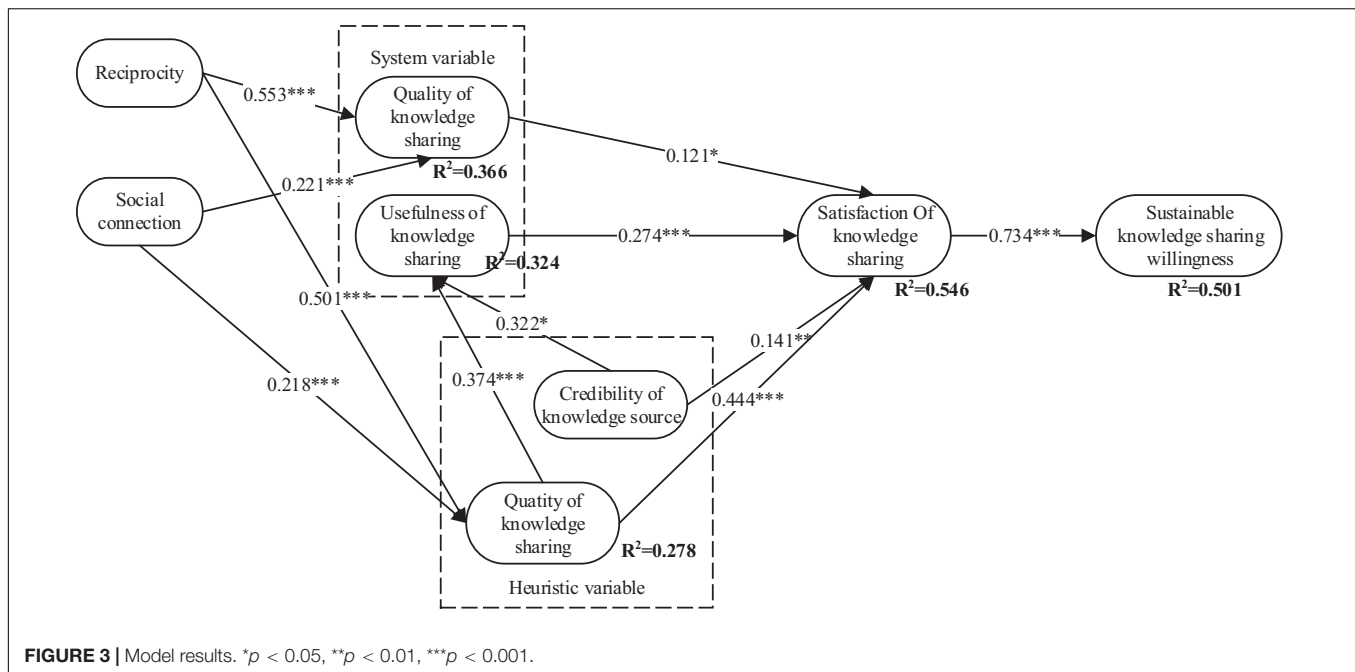 Reciprocity
System variable
0.553***
Quality of
knowledge
sharing
R²=0.366
0.121*
Social
connection
0.221***
Usefulness of
knowledge
sharing
R²=0.324
0.274***
Satisfaction Of
knowledge
sharing
R²=0.546
0.734***
Sustainable
knowledge sharing
willingness
R²=0.501
0.501***
0.322*
0.141**
0.218***
0.374***
Credibility of
knowledge source
0.444***
Quatity of
knowledge
sharing
R²=0.278
Heuristic variable
FIGURE 3 | Model results. *p < 0.05, **p < 0.01, ***p < 0.001.